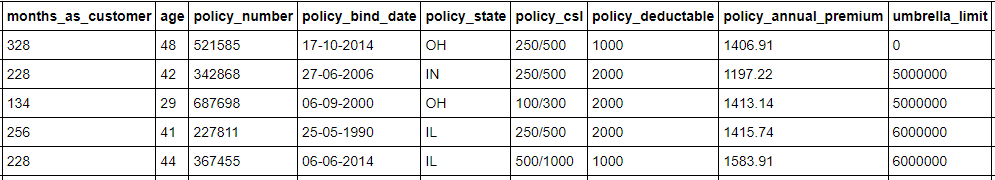 months_as_customer age policy_number policy_bind_date policy_state policy_csl policy_deductable policy_annual_premium umbrella_limit
328 48 521585 17-10-2014 OH 250/500 1000 1406.91 0
228 42 342868 27-06-2006 IN 250/500 2000 1197.22 5000000
134 29 687698 06-09-2000 OH 100/300 2000 1413.14 5000000
256 41 227811 25-05-1990 IL 250/500 2000 1415.74 6000000
228 44 367455 06-06-2014 IL 500/1000 1000 1583.91 6000000